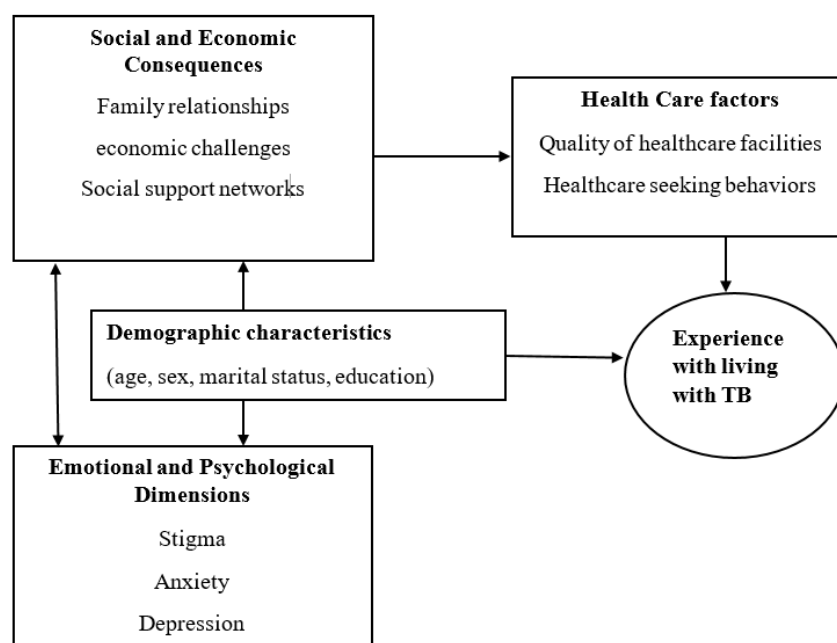 Social and Economic
Consequences
Family relationships
economic challenges
Social support networks
Health Care factors
Quality of healthcare facilities
Healthcare seeking behaviors
Demographic characteristics
(age, sex, marital status, education)
Experience
with living
with TB
Emotional and Psychological
Dimensions
Stigma
Anxiety
Depression